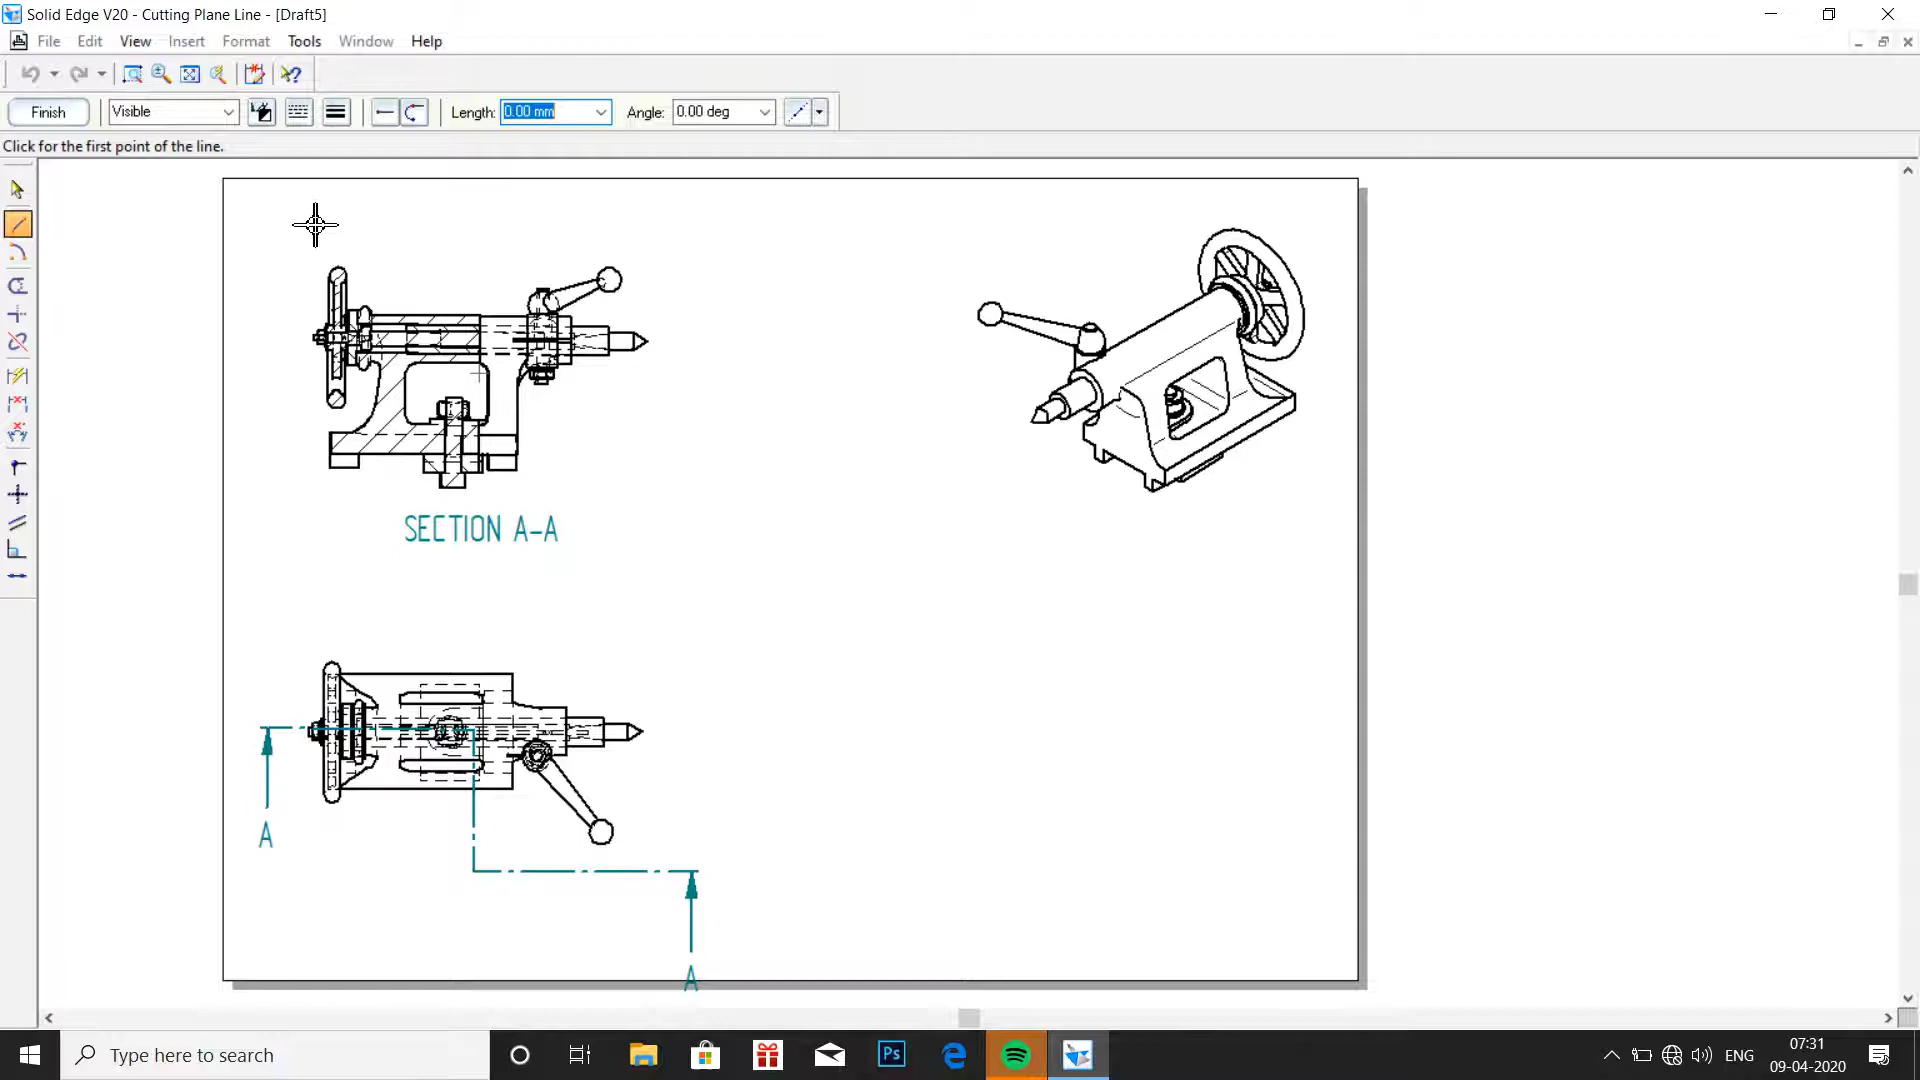 Solid Edge V20 - Cutting Plane Line - [Draft5]
File Edit View Insert Format Tools Window Help
Finish Visible Length: 0.00 mm Angle: 0.00 deg
Click for the first point of the line.
SECTION A-A
A
A
Type here to search
Ps
ENG
07:31
09-04-2020